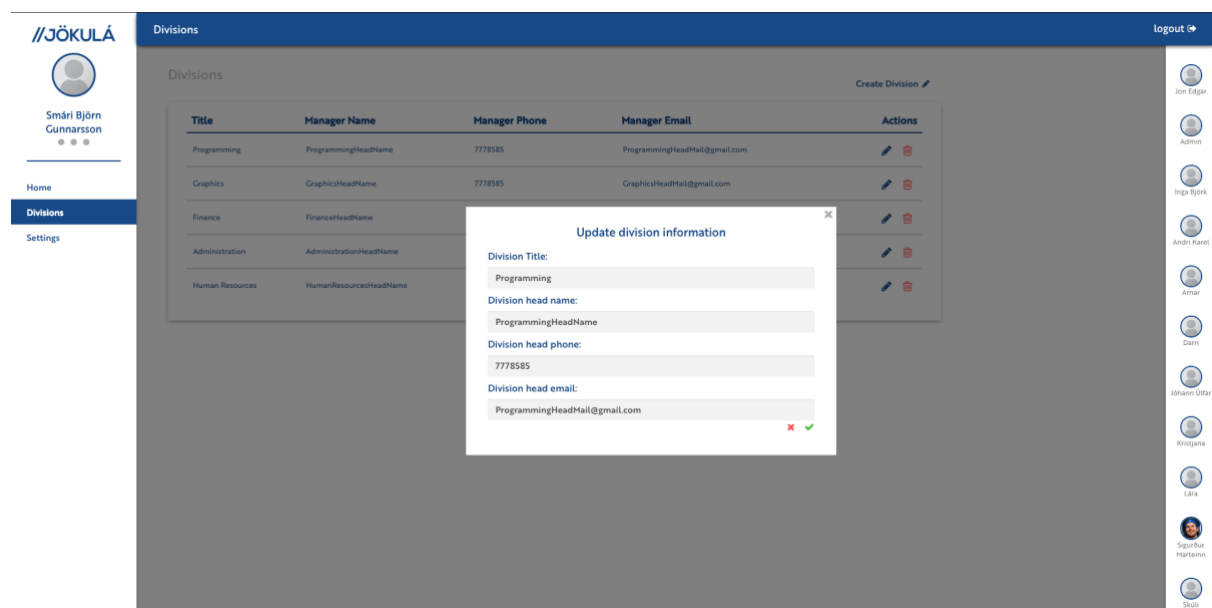 //JÖKULÁ
Smári Björn
Gunnarsson
Home
Divisions
Settings
Divisions
logout
Divisions
Create Division
Title Manager Name Manager Phone Manager Email Actions
Programming ProgrammingHeadName 7778585 ProgrammingHeadMail@gmail.com
Graphics GraphicsHeadName 7778585 GraphicsHeadMail@gmail.com
Finance FinanceHeadName
Administration AdministrationHeadName
Human Resources HumanResourcesHeadName
Update division information
Division Title:
Programming
Division head name:
ProgrammingHeadName
Division head phone:
7778585
Division head email:
ProgrammingHeadMail@gmail.com
Jon Edgar
Admin
Inga Björk
Andri Karel
Arnar
Darri
Jóhann Úlfar
Kristjana
Lára
Sigurður
Marteinn
Skúli